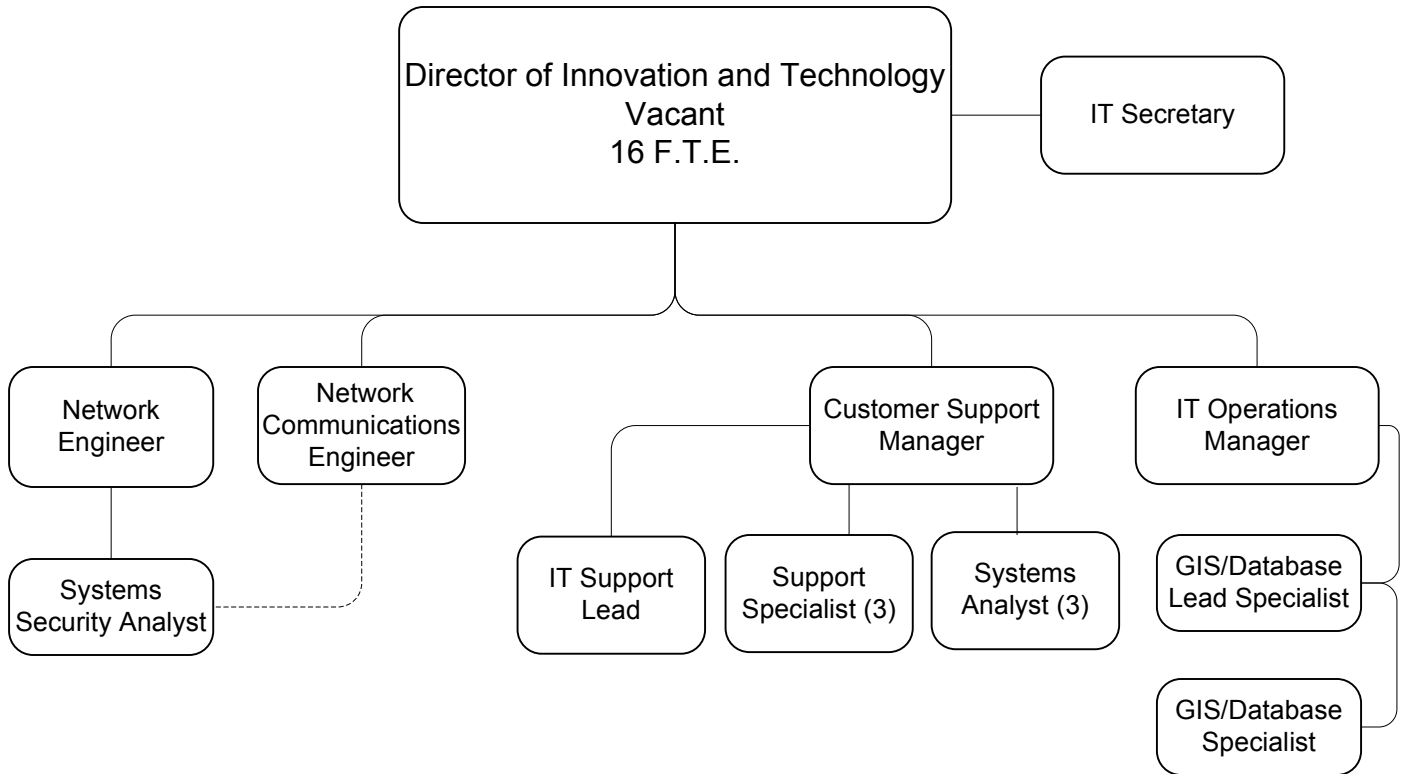 Director of Innovation and Technology
Vacant
16 F.T.E.
IT Secretary
Network
Engineer
Network
Communications
Engineer
Customer Support
Manager
IT Operations
Manager
Systems
Security Analyst
IT Support
Lead
Support
Specialist (3)
Systems
Analyst (3)
GIS/Database
Lead Specialist
GIS/Database
Specialist